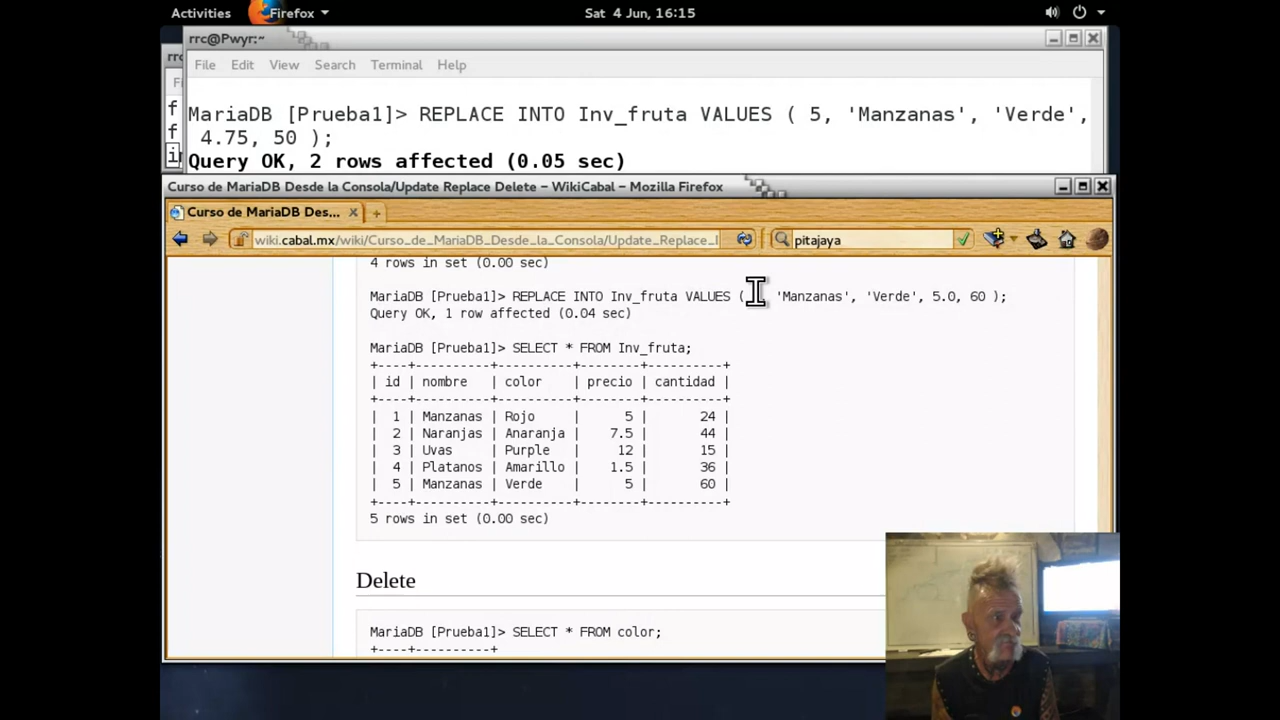 Activities Firefox Sat 4 Jun, 16:15
rrc@Pwyr:~
File Edit View Search Terminal Help
MariaDB [Prueba1]> REPLACE INTO Inv_fruta VALUES ( 5, 'Manzanas', 'Verde',
4.75, 50 );
Query OK, 2 rows affected (0.05 sec)
Curso de MariaDB Desde la Consola/Update Replace Delete – WikiCabal – Mozilla Firefox
Curso de MariaDB Des...
wiki.cabal.mx/wiki/Curso_de_MariaDB_Desde_la_Consola/Update_Replace_ pitajaya
4 rows in set (0.00 sec)
MariaDB [Prueba1]> REPLACE INTO Inv_fruta VALUES ( , 'Manzanas', 'Verde', 5.0, 60 );
Query OK, 1 row affected (0.04 sec)
MariaDB [Prueba1]> SELECT * FROM Inv_fruta;
+----+----------+----------+--------+----------+
| id | nombre | color | precio | cantidad |
+----+----------+----------+--------+----------+
| 1 | Manzanas | Rojo | 5 | 24 |
| 2 | Naranjas | Anaranja | 7.5 | 44 |
| 3 | Uvas | Purple | 12 | 15 |
| 4 | Platanos | Amarillo | 1.5 | 36 |
| 5 | Manzanas | Verde | 5 | 60 |
+----+----------+----------+--------+----------+
5 rows in set (0.00 sec)
Delete
MariaDB [Prueba1]> SELECT * FROM color;
+----+----------+